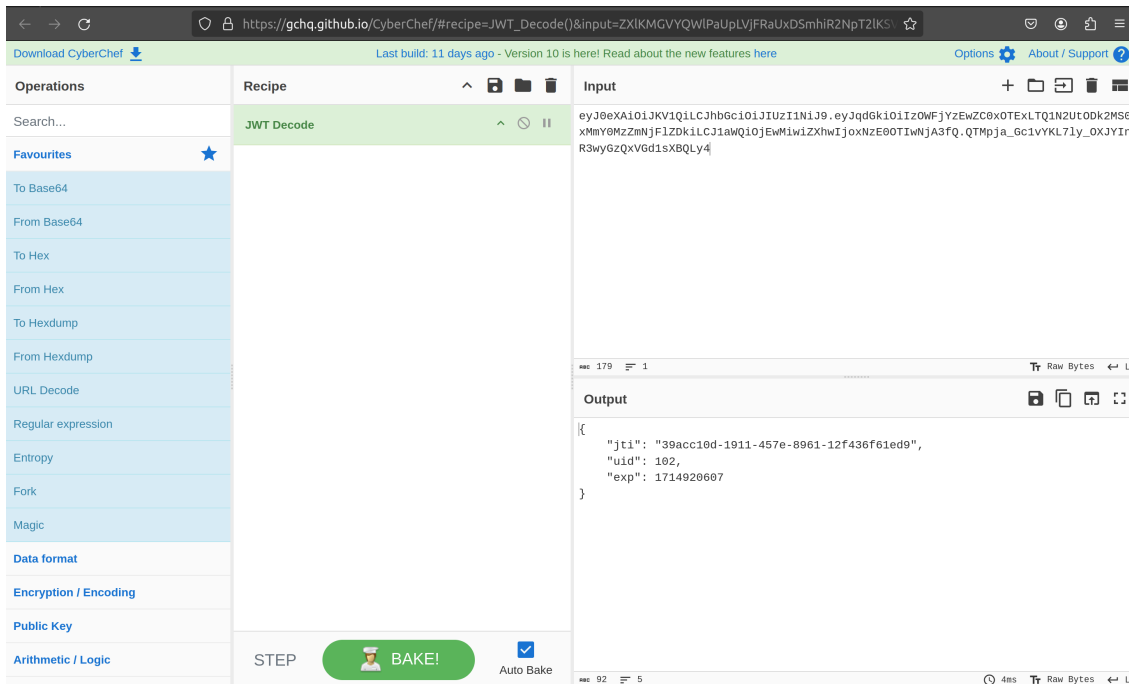 https://gchq.github.io/CyberChef/#recipe=JWT_Decode()&input=ZXlKMGVYQWlPaUpLVjFRaUxDSmhiR2NpT2lKSV
Download CyberChef
Last build: 11 days ago - Version 10 is here! Read about the new features here
Options
About / Support
Operations
Recipe
Input
Search...
Favourites
To Base64
From Base64
To Hex
From Hex
To Hexdump
From Hexdump
URL Decode
Regular expression
Entropy
Fork
Magic
Data format
Encryption / Encoding
Public Key
Arithmetic / Logic
JWT Decode
STEP
BAKE!
Auto Bake
eyJ0eXAiOiJKV1QiLCJhbGciOiJIUzI1NiJ9.eyJqdGkiOiIzOWFjYzEwZC0xOTExLTQ1N2UtODk2MS0
xMmY0MzZmNjFlZDkiLCJ1aWQiOjEwMiwiZXhwIjoxNzE0OTIwNjA3fQ.QTMpja_Gc1vYKL7ly_OXJYIn
R3wyGzQxVGd1sXBQLy4
ᴀʙᴄ 179 1
Raw Bytes
Output
{
"jti": "39acc10d-1911-457e-8961-12f436f61ed9",
"uid": 102,
"exp": 1714920607
}
ᴀʙᴄ 92 5
4ms
Raw Bytes